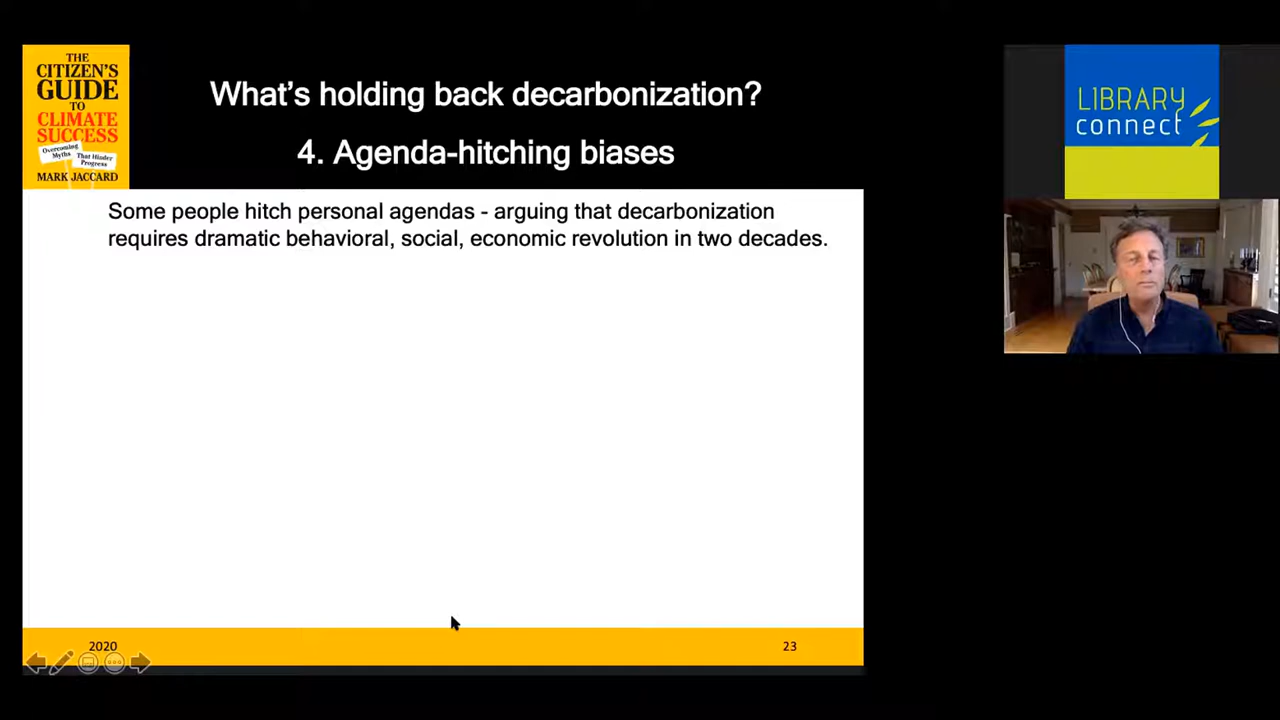 THE
CITIZEN'S
GUIDE
TO
CLIMATE
SUCCESS
Overcoming
Myths
That Hinder
Progress
MARK JACCARD
What's holding back decarbonization?
4. Agenda-hitching biases
Some people hitch personal agendas - arguing that decarbonization
requires dramatic behavioral, social, economic revolution in two decades.
2020
23
LIBRARY
connect